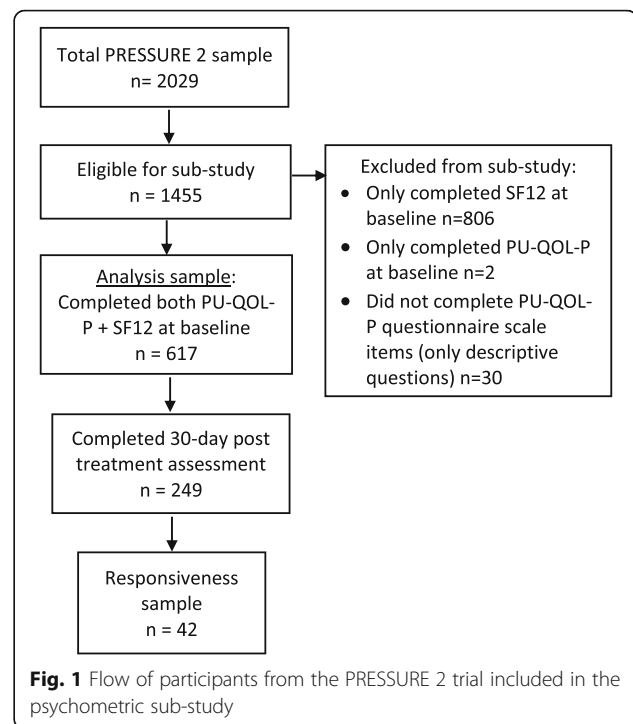 Total PRESSURE 2 sample
n= 2029
Eligible for sub-study
n = 1455
Excluded from sub-study:
● Only completed SF12 at
baseline n=806
● Only completed PU-QOL-P
at baseline n=2
● Did not complete PU-QOL-
P questionnaire scale
items (only descriptive
questions) n=30
Analysis sample:
Completed both PU-QOL-
P + SF12 at baseline
n = 617
Completed 30-day post
treatment assessment
n = 249
Responsiveness
sample
n = 42
Fig. 1 Flow of participants from the PRESSURE 2 trial included in the
psychometric sub-study